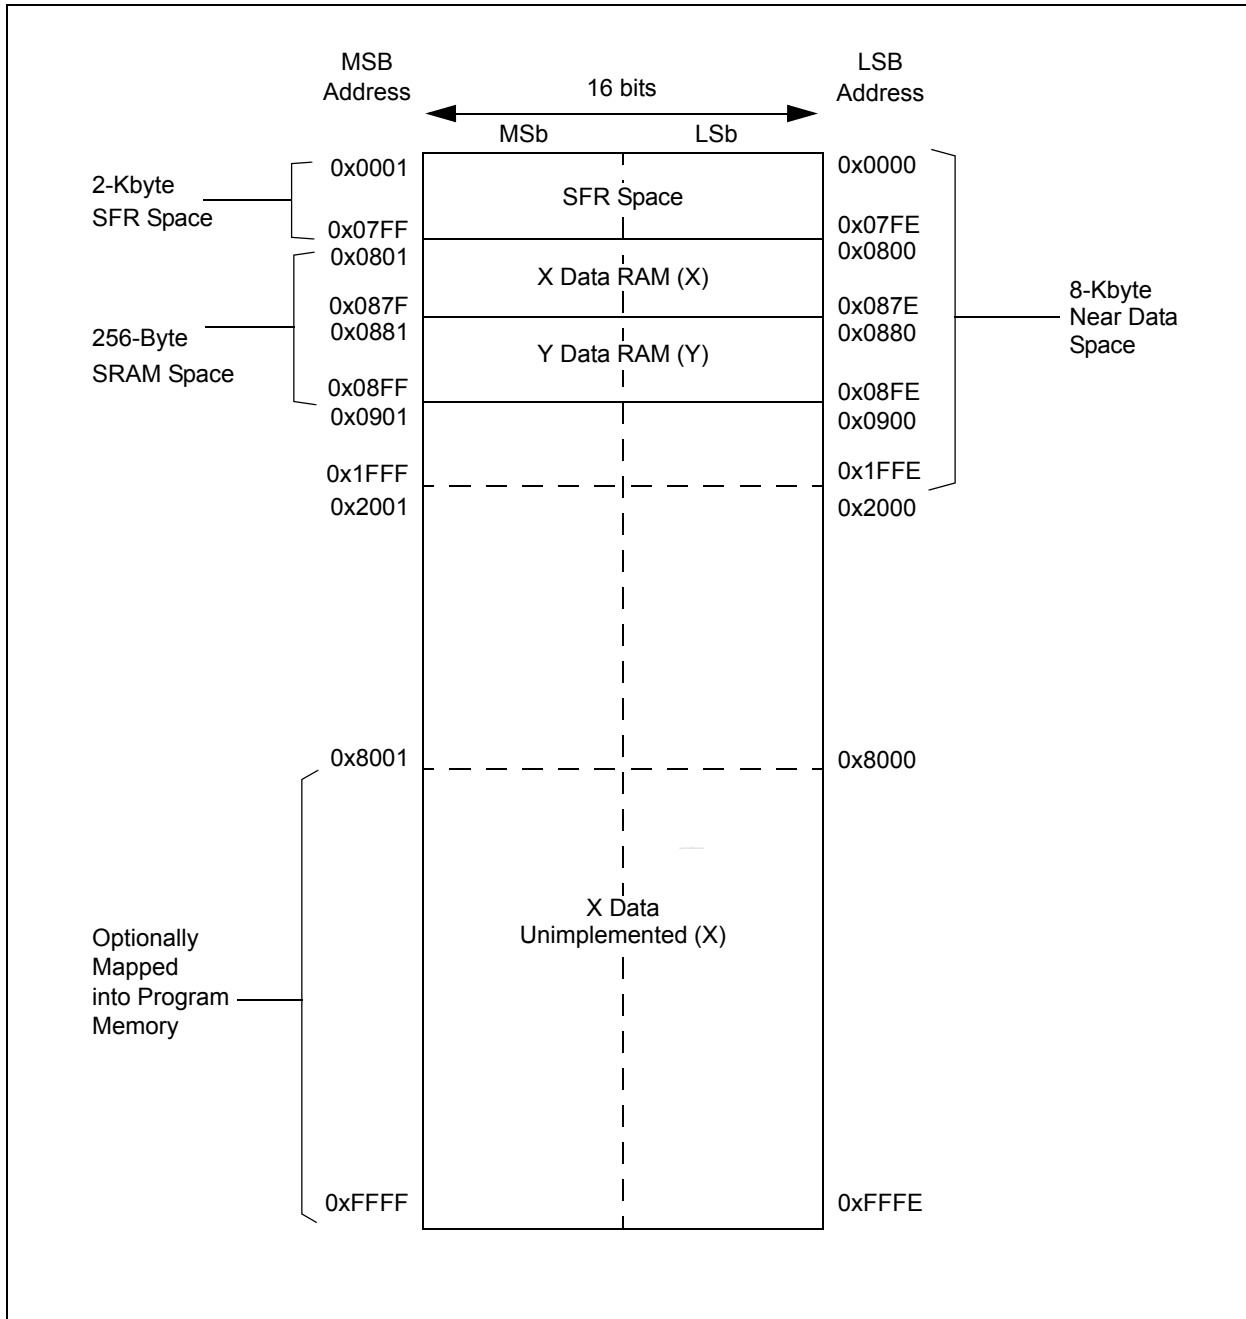 MSB
Address
LSB
Address
16 bits
MSb
LSb
0x0001
0x0000
2-Kbyte
SFR Space
SFR Space
0x07FF
0x07FE
0x0801
0x0800
X Data RAM (X)
0x087F
0x087E
0x0881
0x0880
256-Byte
SRAM Space
Y Data RAM (Y)
8-Kbyte
Near Data
Space
0x08FF
0x08FE
0x0901
0x0900
0x1FFF
0x1FFE
0x2001
0x2000
0x8001
0x8000
X Data
Unimplemented (X)
Optionally
Mapped
into Program
Memory
0xFFFF
0xFFFE